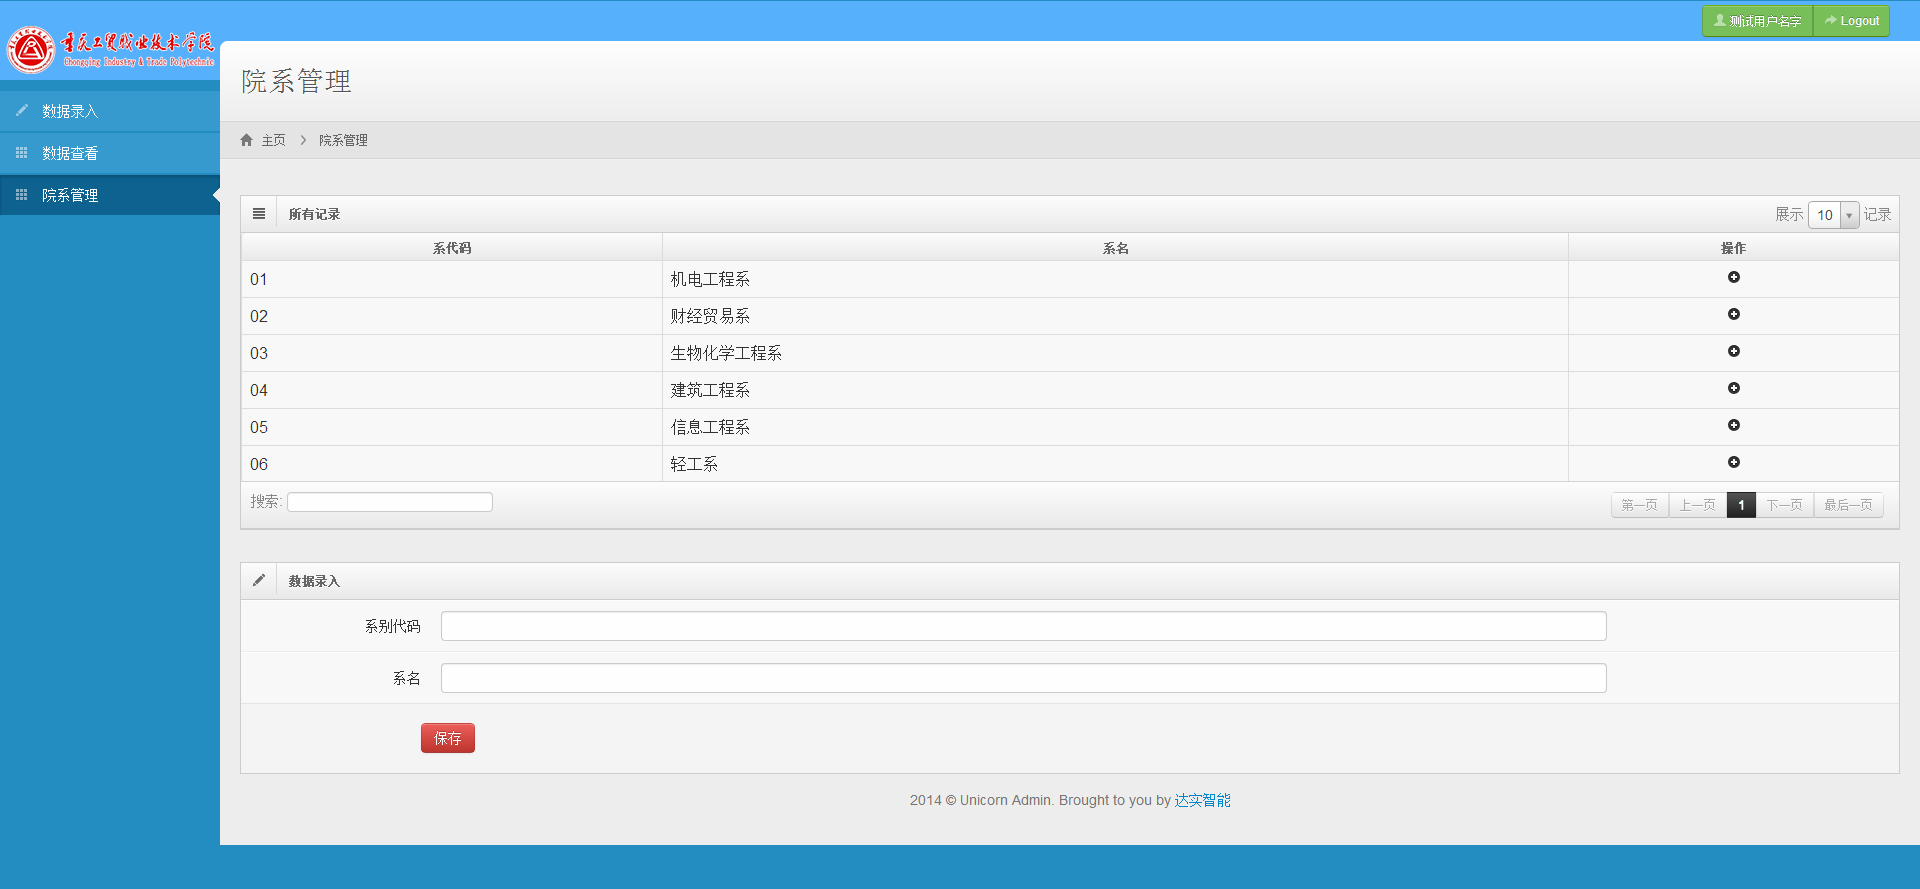 测试用户名字 Logout
重庆工贸职业技术学院
Chongqing Industry & Trade Polytechnic
院系管理
数据录入
数据查看
院系管理
主页 院系管理
所有记录 展示 10 记录
系代码 系名 操作
01 机电工程系
02 财经贸易系
03 生物化学工程系
04 建筑工程系
05 信息工程系
06 轻工系
搜索: 第一页 上一页 1 下一页 最后一页
数据录入
系别代码
系名
保存
2014 © Unicorn Admin. Brought to you by 达实智能